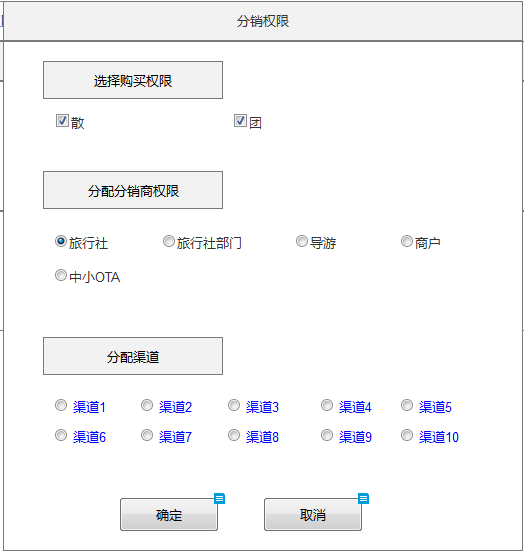 分销权限
选择购买权限
散 团
分配分销商权限
旅行社 旅行社部门 导游 商户
中小OTA
分配渠道
渠道1 渠道2 渠道3 渠道4 渠道5
渠道6 渠道7 渠道8 渠道9 渠道10
确定 取消